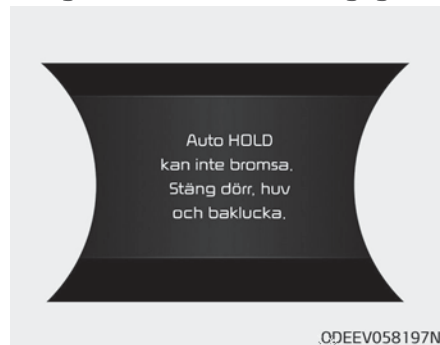 Auto HOLD
kan inte bromsa.
Stäng dörr, huv
och baklucka.
ODEEV058197N